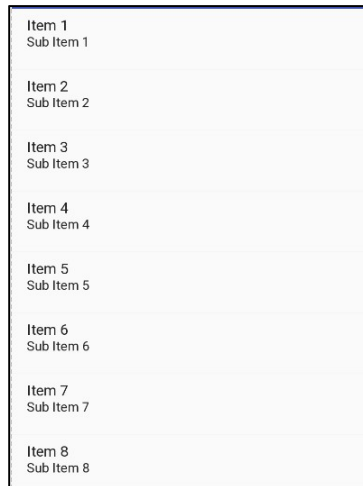 Item 1
Sub Item 1
Item 2
Sub Item 2
Item 3
Sub Item 3
Item 4
Sub Item 4
Item 5
Sub Item 5
Item 6
Sub Item 6
Item 7
Sub Item 7
Item 8
Sub Item 8